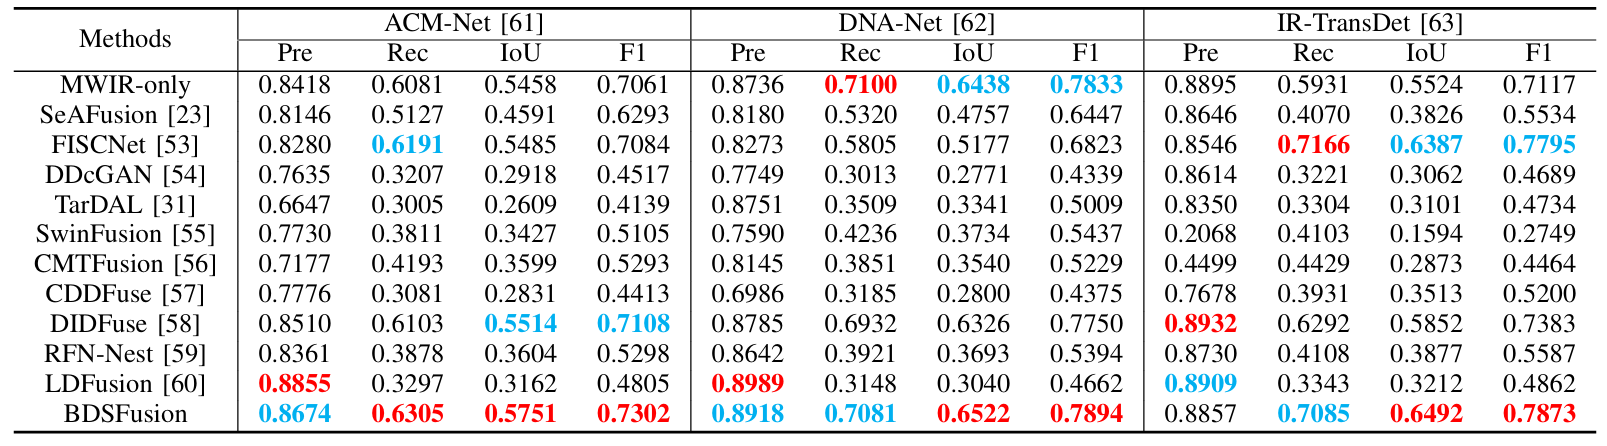 Methods ACM-Net [61] DNA-Net [62] IR-TransDet [63]
Pre Rec IoU F1 Pre Rec IoU F1 Pre Rec IoU F1
MWIR-only 0.8418 0.6081 0.5458 0.7061 0.8736 0.7100 0.6438 0.7833 0.8895 0.5931 0.5524 0.7117
SeAFusion [23] 0.8146 0.5127 0.4591 0.6293 0.8180 0.5320 0.4757 0.6447 0.8646 0.4070 0.3826 0.5534
FISCNet [53] 0.8280 0.6191 0.5485 0.7084 0.8273 0.5805 0.5177 0.6823 0.8546 0.7166 0.6387 0.7795
DDcGAN [54] 0.7635 0.3207 0.2918 0.4517 0.7749 0.3013 0.2771 0.4339 0.8614 0.3221 0.3062 0.4689
TarDAL [31] 0.6647 0.3005 0.2609 0.4139 0.8751 0.3509 0.3341 0.5009 0.8350 0.3304 0.3101 0.4734
SwinFusion [55] 0.7730 0.3811 0.3427 0.5105 0.7590 0.4236 0.3734 0.5437 0.2068 0.4103 0.1594 0.2749
CMTFusion [56] 0.7177 0.4193 0.3599 0.5293 0.8145 0.3851 0.3540 0.5229 0.4499 0.4429 0.2873 0.4464
CDDFuse [57] 0.7776 0.3081 0.2831 0.4413 0.6986 0.3185 0.2800 0.4375 0.7678 0.3931 0.3513 0.5200
DIDFuse [58] 0.8510 0.6103 0.5514 0.7108 0.8785 0.6932 0.6326 0.7750 0.8932 0.6292 0.5852 0.7383
RFN-Nest [59] 0.8361 0.3878 0.3604 0.5298 0.8642 0.3921 0.3693 0.5394 0.8730 0.4108 0.3877 0.5587
LDFusion [60] 0.8855 0.3297 0.3162 0.4805 0.8989 0.3148 0.3040 0.4662 0.8909 0.3343 0.3212 0.4862
BDSFusion 0.8674 0.6305 0.5751 0.7302 0.8918 0.7081 0.6522 0.7894 0.8857 0.7085 0.6492 0.7873